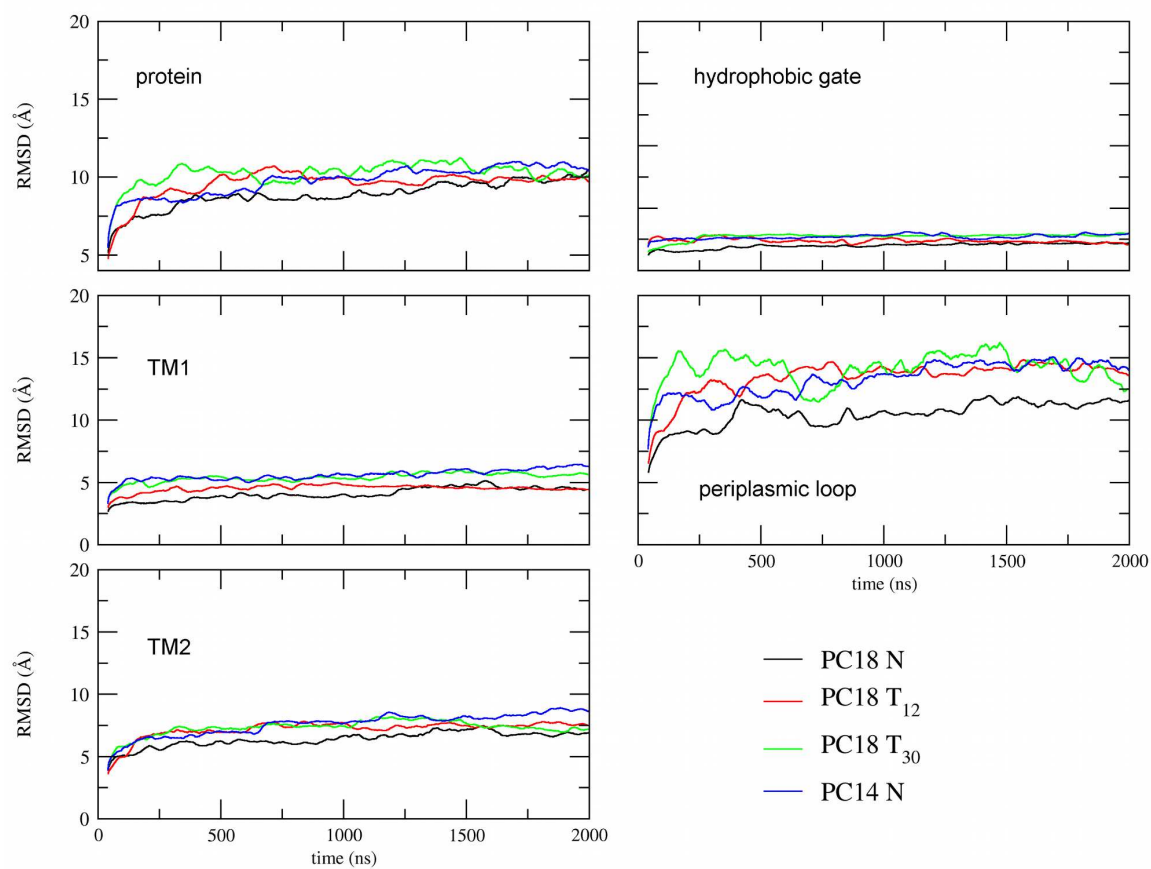 20
15
10
5
RMSD (Å)
protein
hydrophobic gate
20
15
10
5
0
RMSD (Å)
TM1
periplasmic loop
0
500
1000
1500
2000
time (ns)
20
15
10
5
0
RMSD (Å)
TM2
0
500
1000
1500
2000
time (ns)
PC18 N
PC18 T12
PC18 T30
PC14 N